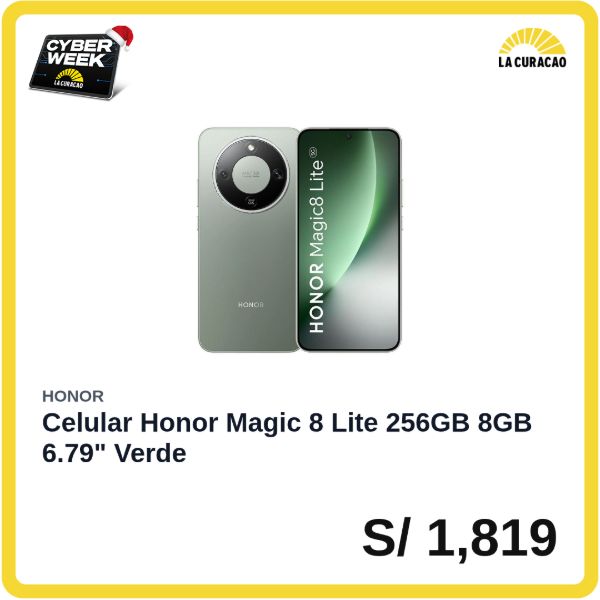 CYBER
WEEK
LA CURACAO
LA CURACAO
HONOR Magic8 Lite 5G
HONOR
HONOR
Celular Honor Magic 8 Lite 256GB 8GB
6.79" Verde
S/ 1,819